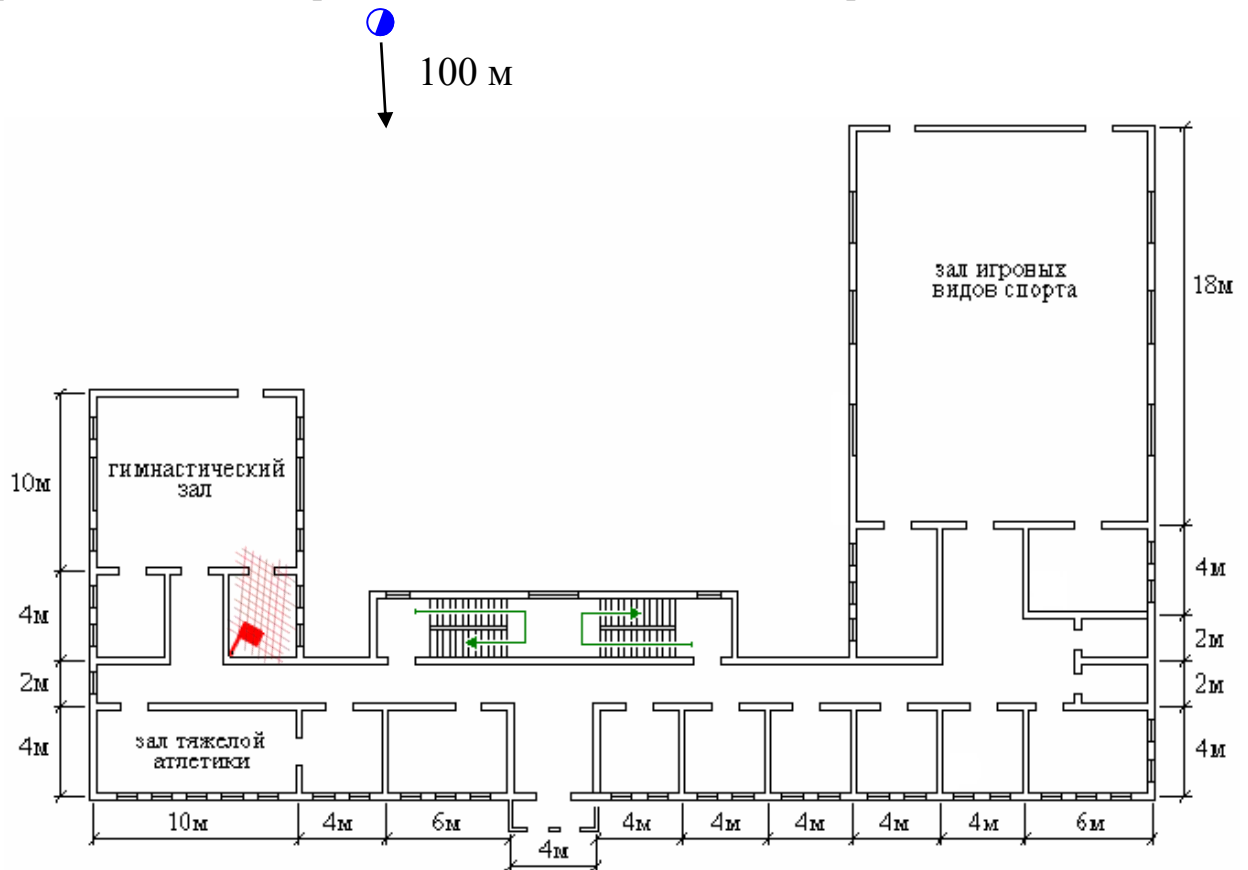 100 м
зал игровых
видов спорта
18м
гимнастический
зал
10м
4м
4м
2м
2м
2м
зал тяжелой
атлетики
4м
4м
10м
4м
6м
4м
4м
4м
4м
4м
4м
6м